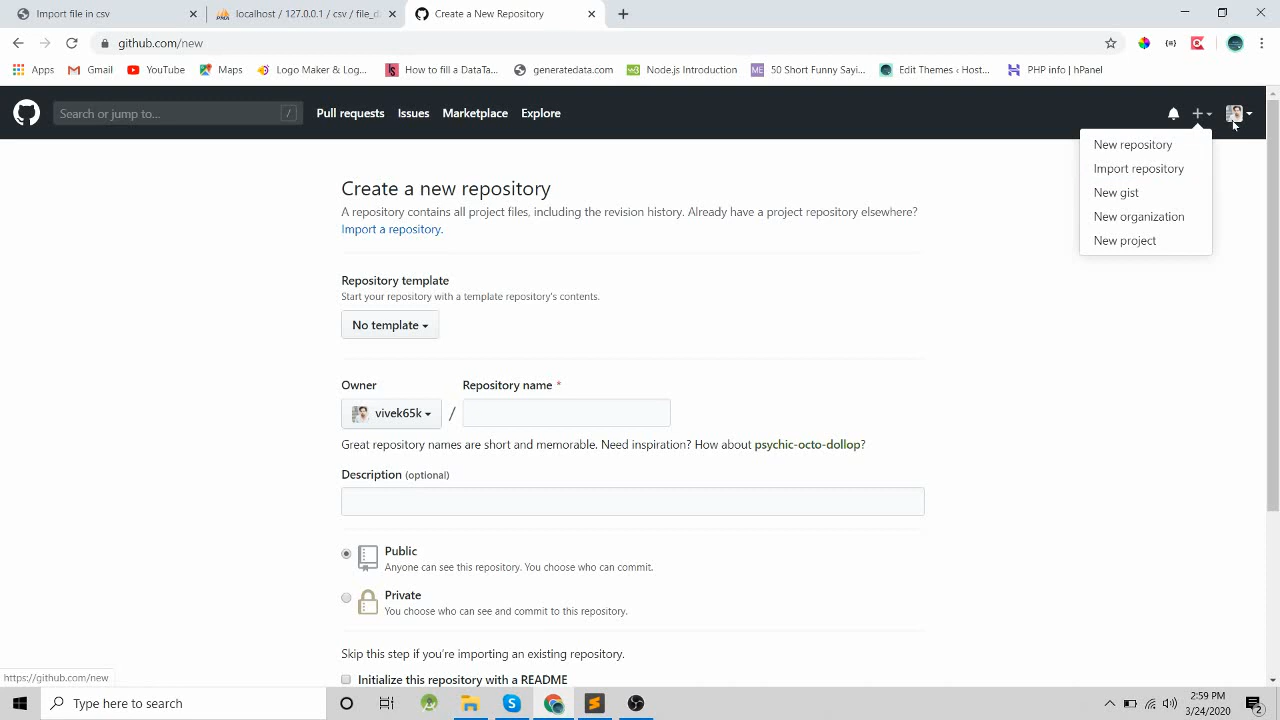 Import file in csv
localhost / 127.0.0.1 / csv / file_d
Create a New Repository
github.com/new
Apps
Gmail
YouTube
Maps
Logo Maker & Log...
How to fill a DataTa...
generatedata.com
Node.js Introduction
50 Short Funny Sayi...
Edit Themes ‹ Host...
PHP info | hPanel
Search or jump to...
/
Pull requests
Issues
Marketplace
Explore
New repository
Import repository
New gist
New organization
New project
Create a new repository
A repository contains all project files, including the revision history. Already have a project repository elsewhere?
Import a repository.
Repository template
Start your repository with a template repository's contents.
No template
Owner
Repository name *
vivek65k
/
Great repository names are short and memorable. Need inspiration? How about psychic-octo-dollop?
Description (optional)
Public
Anyone can see this repository. You choose who can commit.
Private
You choose who can see and commit to this repository.
Skip this step if you're importing an existing repository.
Initialize this repository with a README
https://github.com/new
Type here to search
2:59 PM
3/24/2020
2